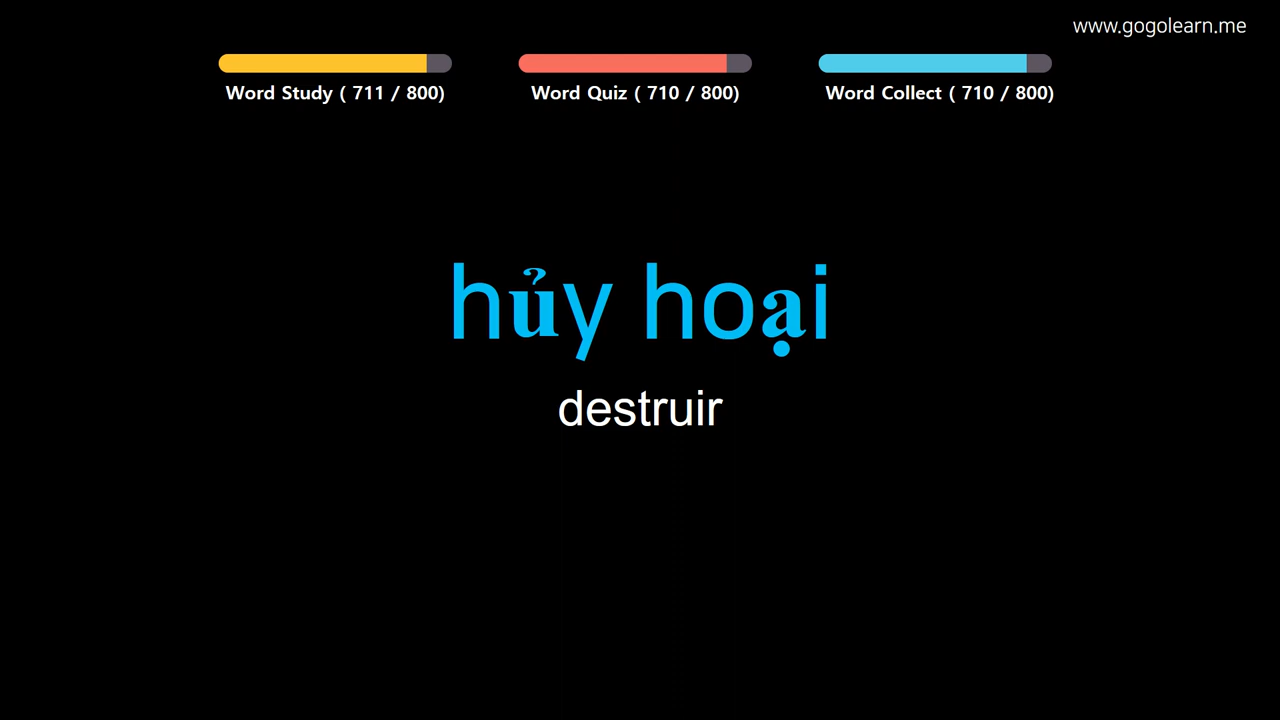 www.gogolearn.me
Word Study ( 711 / 800)
Word Quiz ( 710 / 800)
Word Collect ( 710 / 800)
hủy hoại
destruir